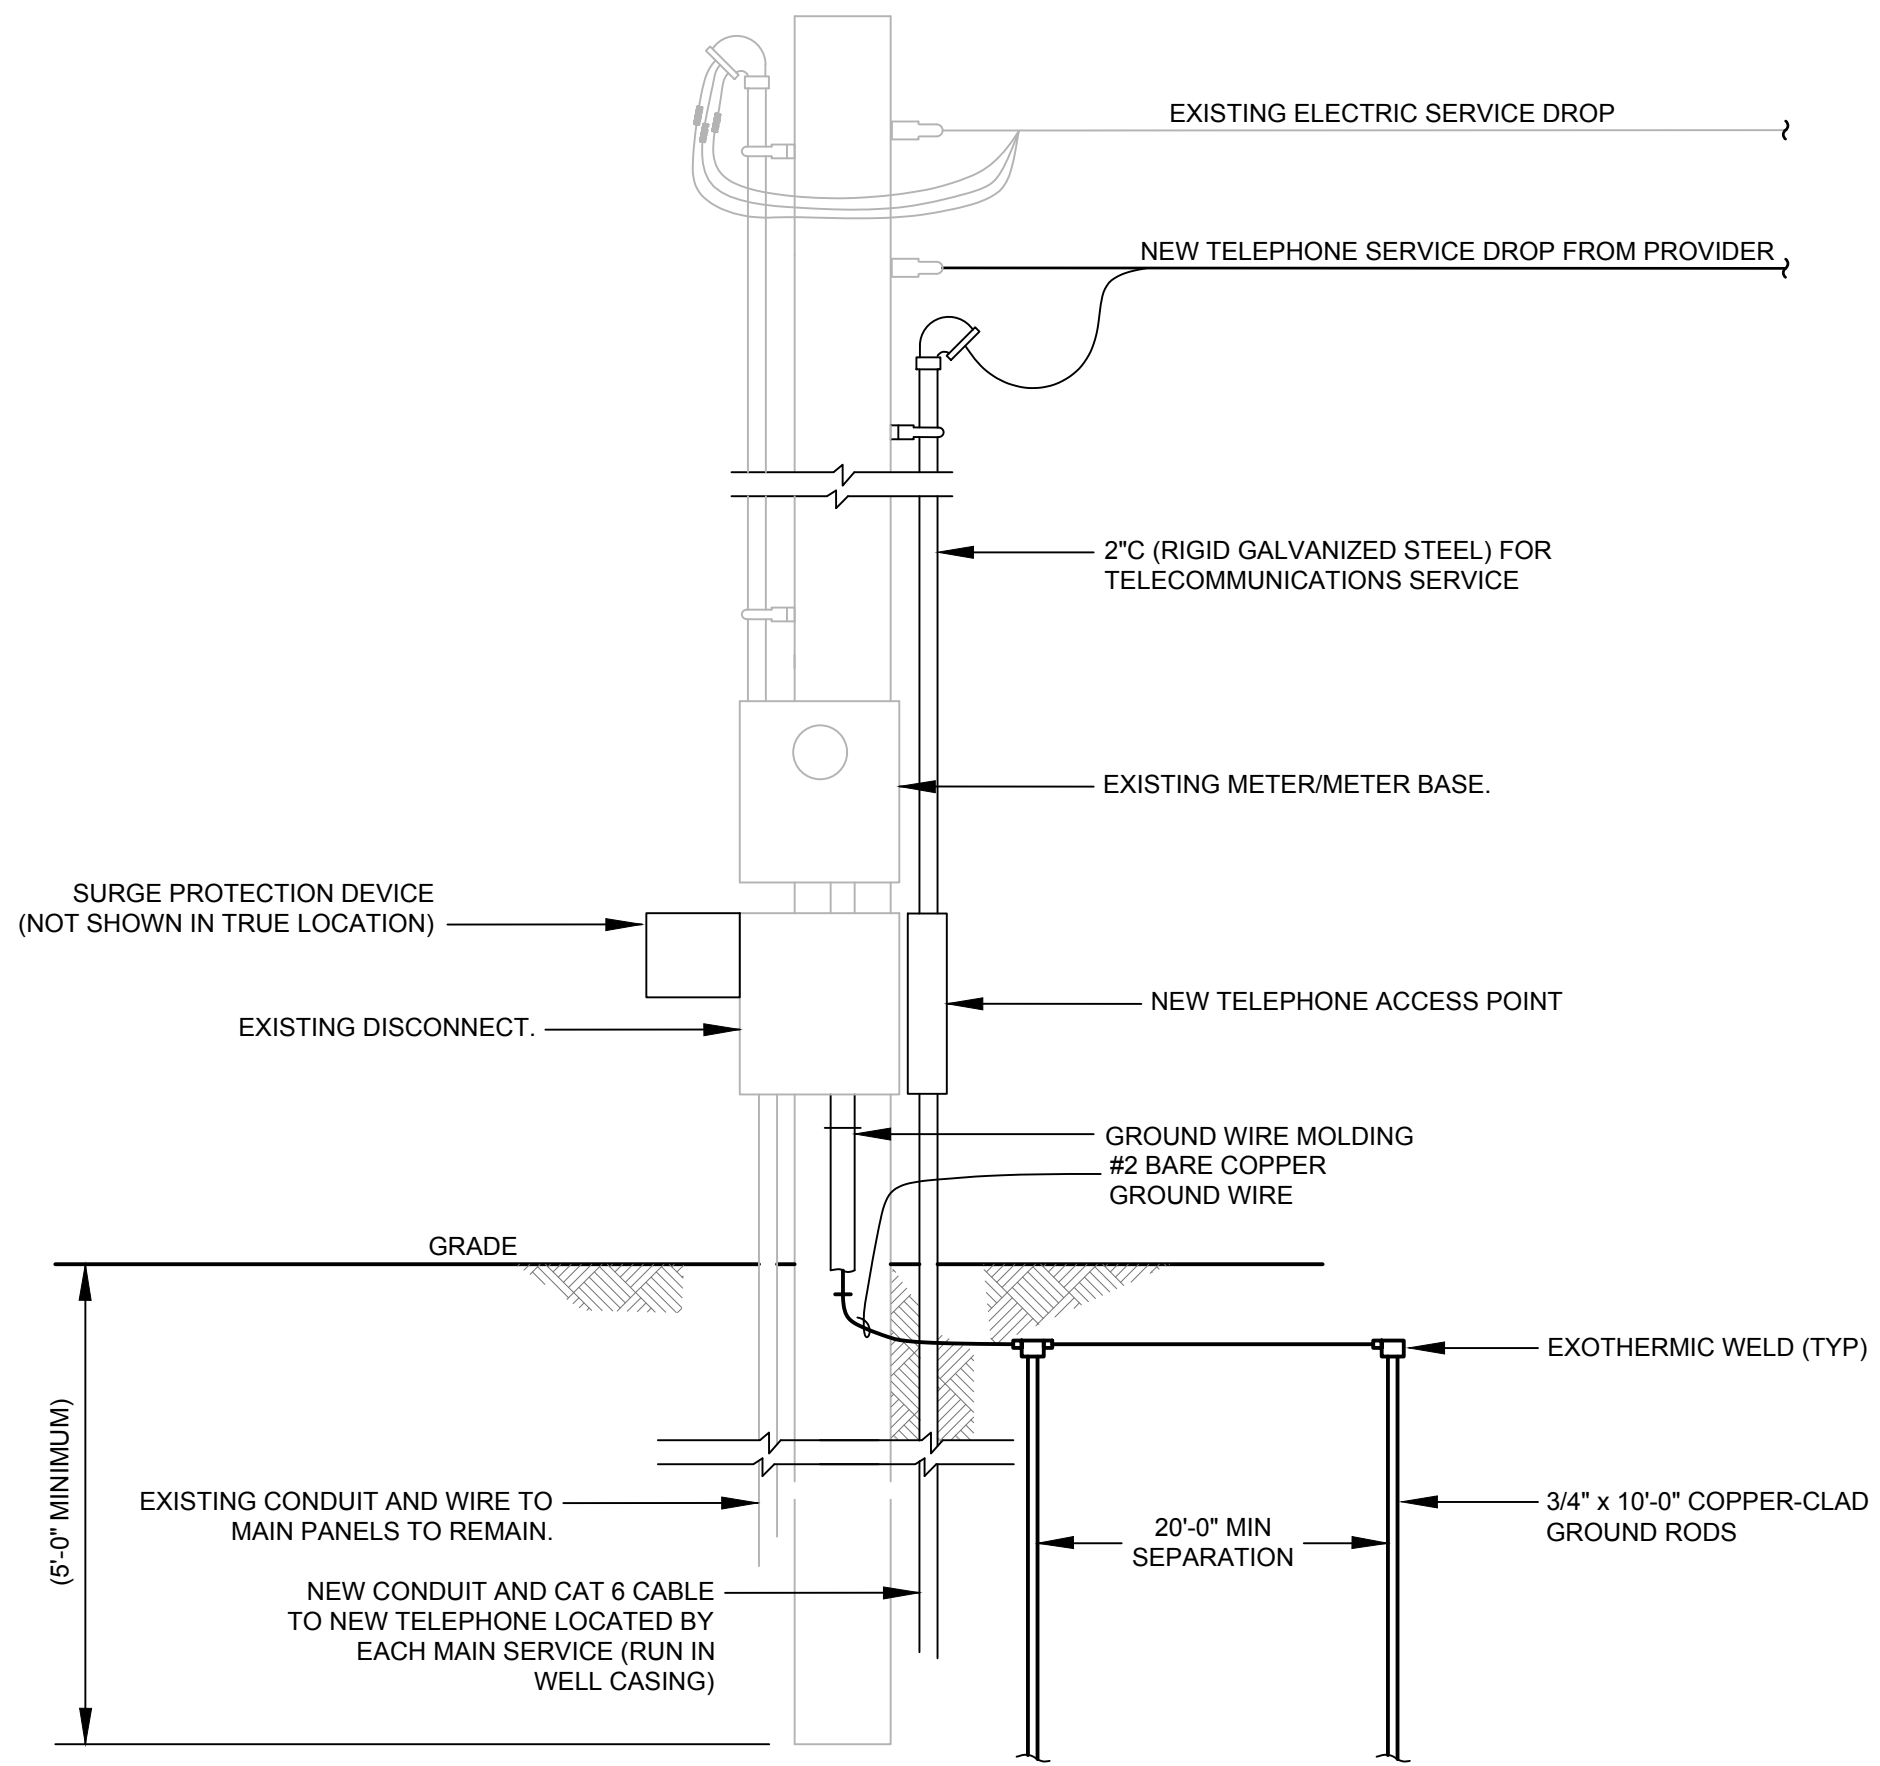 EXISTING ELECTRIC SERVICE DROP
NEW TELEPHONE SERVICE DROP FROM PROVIDER
2"C (RIGID GALVANIZED STEEL) FOR
TELECOMMUNICATIONS SERVICE
EXISTING METER/METER BASE.
SURGE PROTECTION DEVICE
(NOT SHOWN IN TRUE LOCATION)
NEW TELEPHONE ACCESS POINT
EXISTING DISCONNECT.
GROUND WIRE MOLDING
#2 BARE COPPER
GROUND WIRE
GRADE
EXOTHERMIC WELD (TYP)
(5'-0" MINIMUM)
EXISTING CONDUIT AND WIRE TO
MAIN PANELS TO REMAIN.
3/4" x 10'-0" COPPER-CLAD
GROUND RODS
20'-0" MIN
SEPARATION
NEW CONDUIT AND CAT 6 CABLE
TO NEW TELEPHONE LOCATED BY
EACH MAIN SERVICE (RUN IN
WELL CASING)